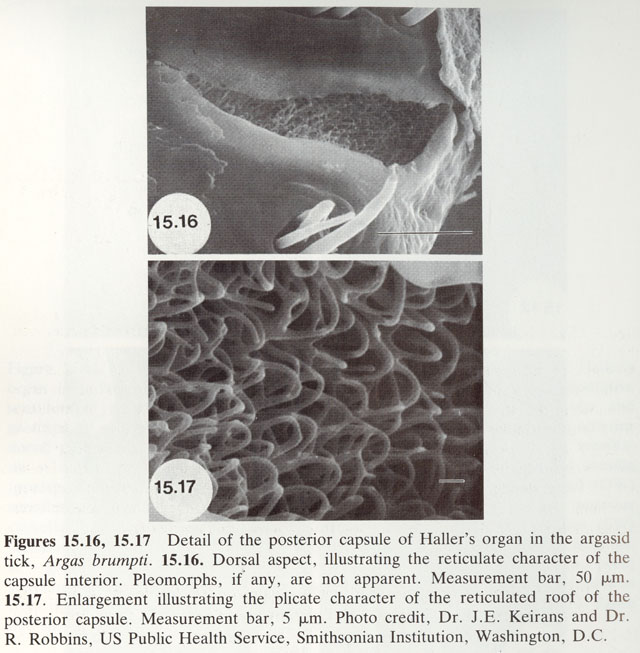 15.16
15.17
Figures 15.16, 15.17 Detail of the posterior capsule of Haller's organ in the argasid
tick, Argas brumpti. 15.16. Dorsal aspect, illustrating the reticulate character of the
capsule interior. Pleomorphs, if any, are not apparent. Measurement bar, 50 μm.
15.17. Enlargement illustrating the plicate character of the reticulated roof of the
posterior capsule. Measurement bar, 5 μm. Photo credit, Dr. J.E. Keirans and Dr.
R. Robbins, US Public Health Service, Smithsonian Institution, Washington, D.C.